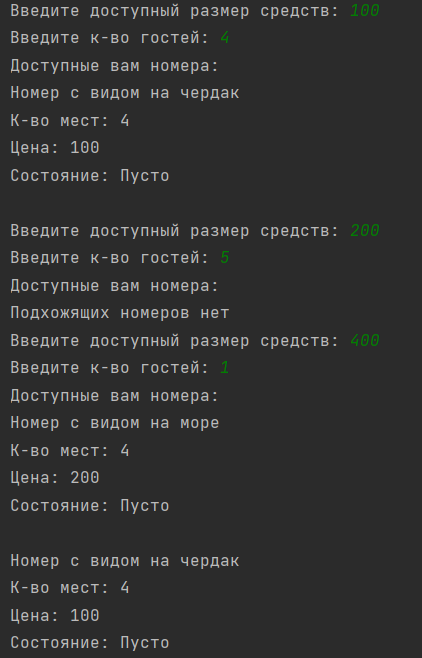 Введите доступный размер средств: 100
Введите к-во гостей: 4
Доступные вам номера:
Номер с видом на чердак
К-во мест: 4
Цена: 100
Состояние: Пусто
Введите доступный размер средств: 200
Введите к-во гостей: 5
Доступные вам номера:
Подхожящих номеров нет
Введите доступный размер средств: 400
Введите к-во гостей: 1
Доступные вам номера:
Номер с видом на море
К-во мест: 4
Цена: 200
Состояние: Пусто
Номер с видом на чердак
К-во мест: 4
Цена: 100
Состояние: Пусто